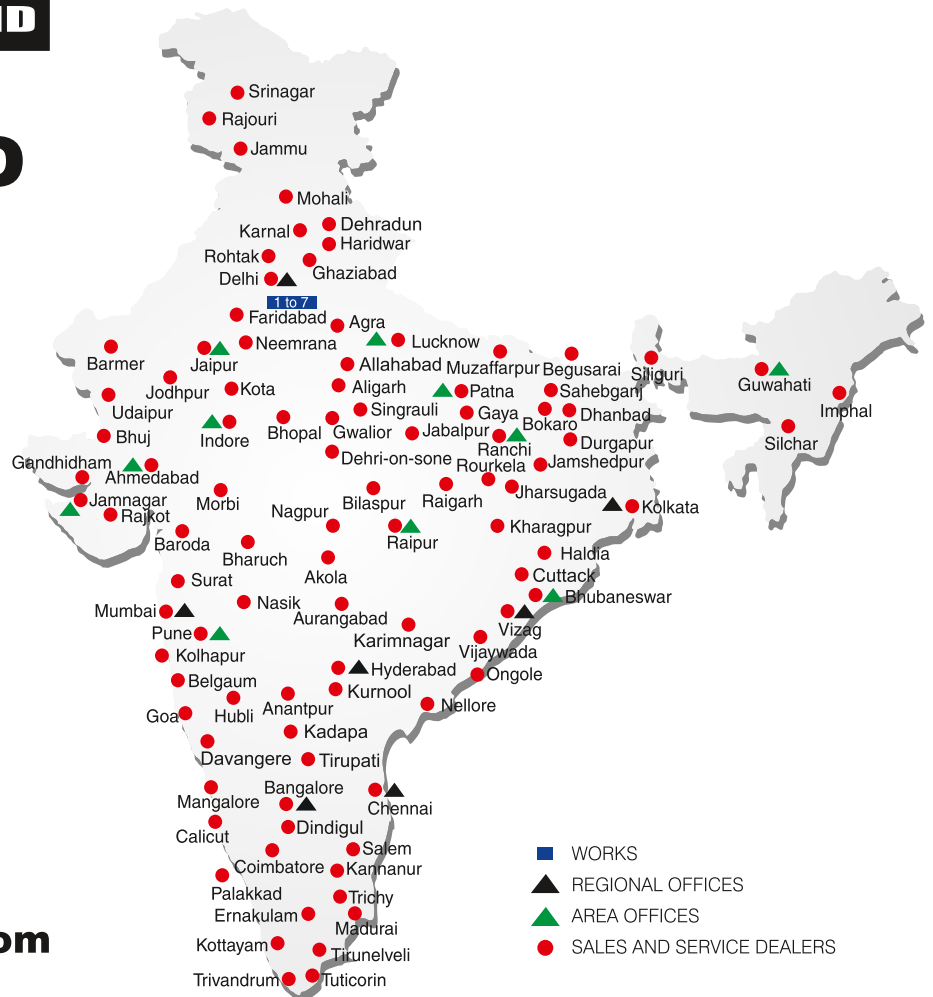 D
Srinagar
Rajouri
Jammu
Mohali
Dehradun
Karnal
Haridwar
Rohtak
Ghaziabad
Delhi
1 to 7
Faridabad
Agra
Neemrana
Lucknow
Barmer
Jaipur
Allahabad
Muzaffarpur
Begusarai
Siliguri
Guwahati
Jodhpur
Kota
Aligarh
Patna
Sahebganj
Imphal
Udaipur
Singrauli
Gaya
Bokaro
Dhanbad
Bhuj
Indore
Bhopal
Gwalior
Jabalpur
Ranchi
Durgapur
Silchar
Gandhidham
Ahmedabad
Dehri-on-sone
Rourkela
Jamshedpur
Jamnagar
Morbi
Bilaspur
Raigarh
Jharsugada
Kolkata
Rajkot
Nagpur
Raipur
Kharagpur
Baroda
Bharuch
Akola
Haldia
Surat
Cuttack
Mumbai
Nasik
Aurangabad
Bhubaneswar
Pune
Karimnagar
Vizag
Kolhapur
Vijaywada
Belgaum
Hyderabad
Ongole
Goa
Hubli
Anantpur
Kurnool
Nellore
Kadapa
Davangere
Tirupati
Mangalore
Bangalore
Chennai
Calicut
Dindigul
Coimbatore
Salem
Palakkad
Kannanur
Ernakulam
Trichy
Madurai
Kottayam
Tirunelveli
Trivandrum
Tuticorin
WORKS
REGIONAL OFFICES
AREA OFFICES
SALES AND SERVICE DEALERS
om